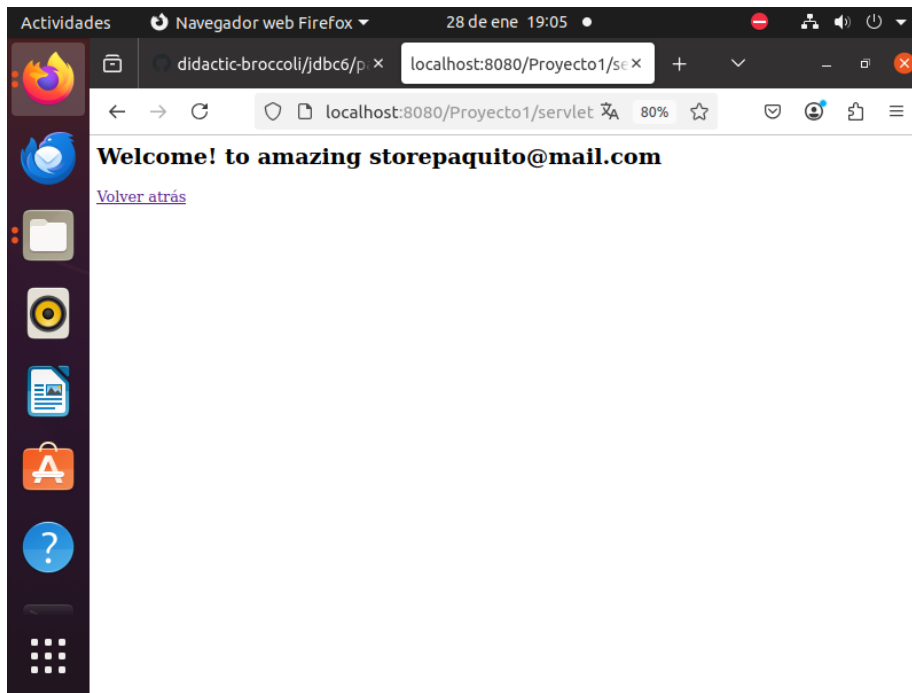 Actividades Navegador web Firefox 28 de ene 19:05
didactic-broccoli/jdbc6/p localhost:8080/Proyecto1/se
localhost:8080/Proyecto1/servlet 80%
Welcome! to amazing storepaquito@mail.com
Volver atrás